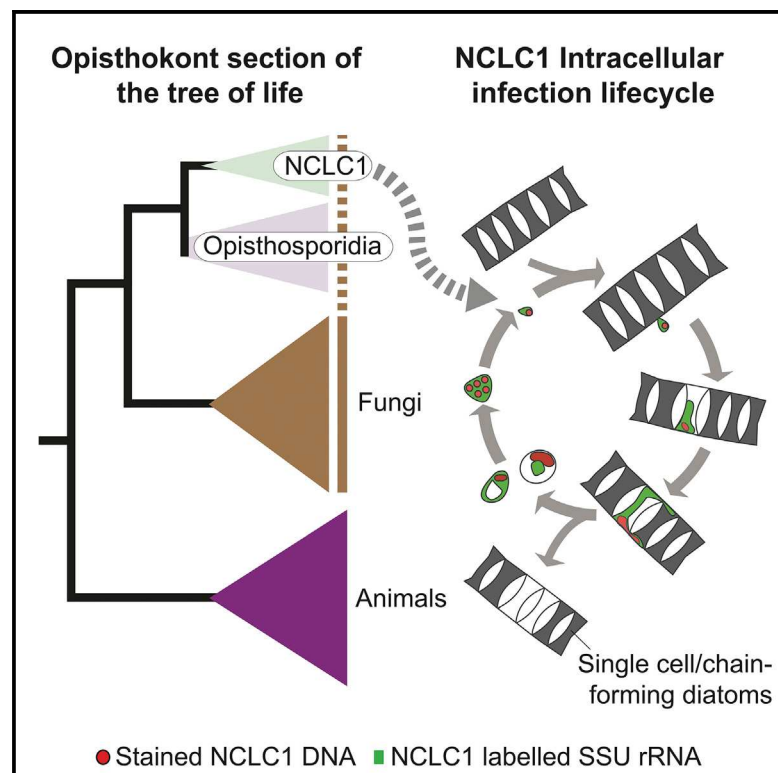 Opisthokont section of
the tree of life
NCLC1 Intracellular
infection lifecycle
NCLC1
Opisthosporidia
Fungi
Animals
Single cell/chain-
forming diatoms
Stained NCLC1 DNA
NCLC1 labelled SSU rRNA